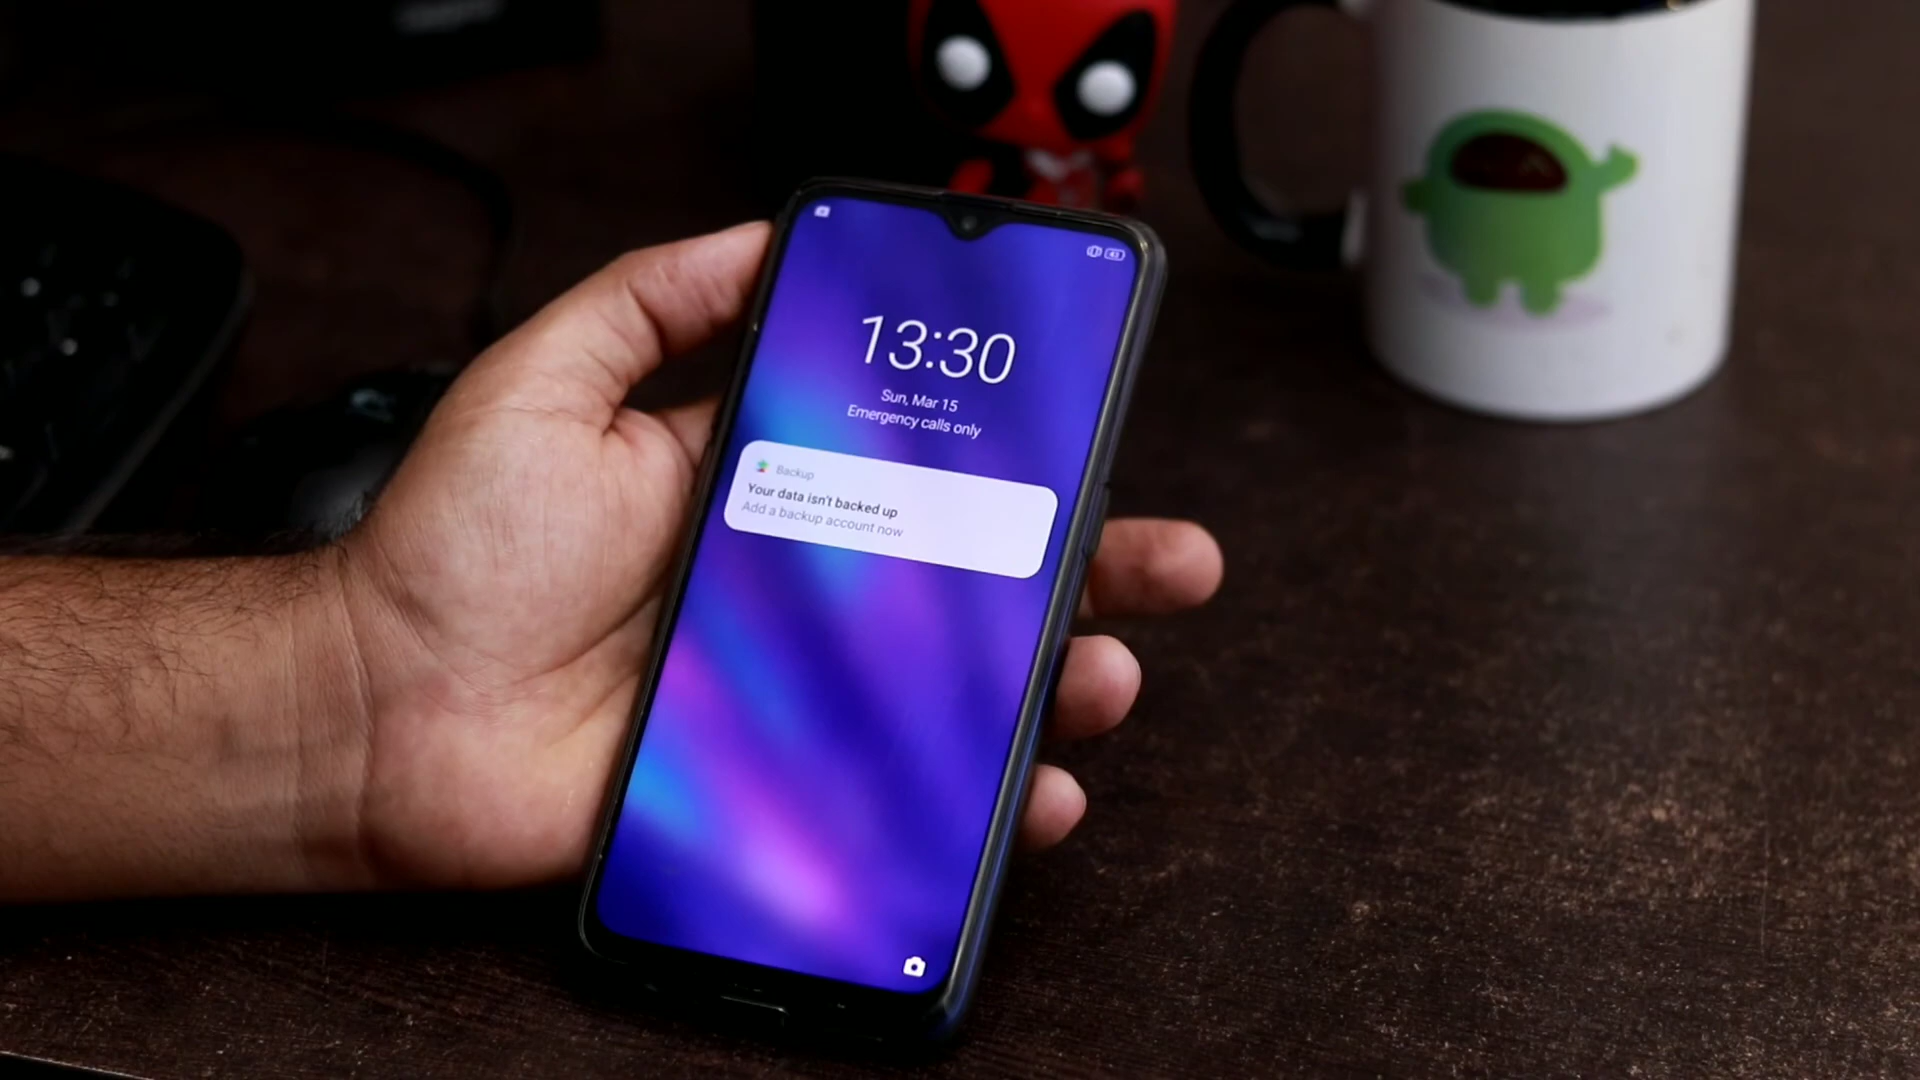 13:30
Sun, Mar 15
Emergency calls only
Backup
Your data isn't backed up
Add a backup account now